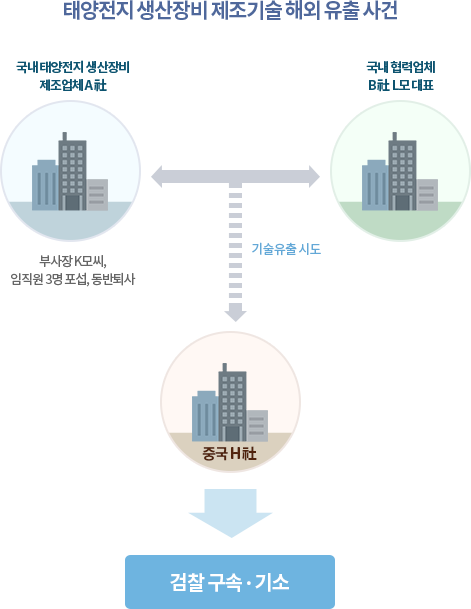 태양전지 생산장비 제조기술 해외 유출 사건
국내 태양전지 생산장비
제조업체 A社
국내 협력업체
B社 L모 대표
부사장 K모씨,
임직원 3명 포섭, 동반퇴사
기술유출 시도
중국 H社
검찰 구속·기소